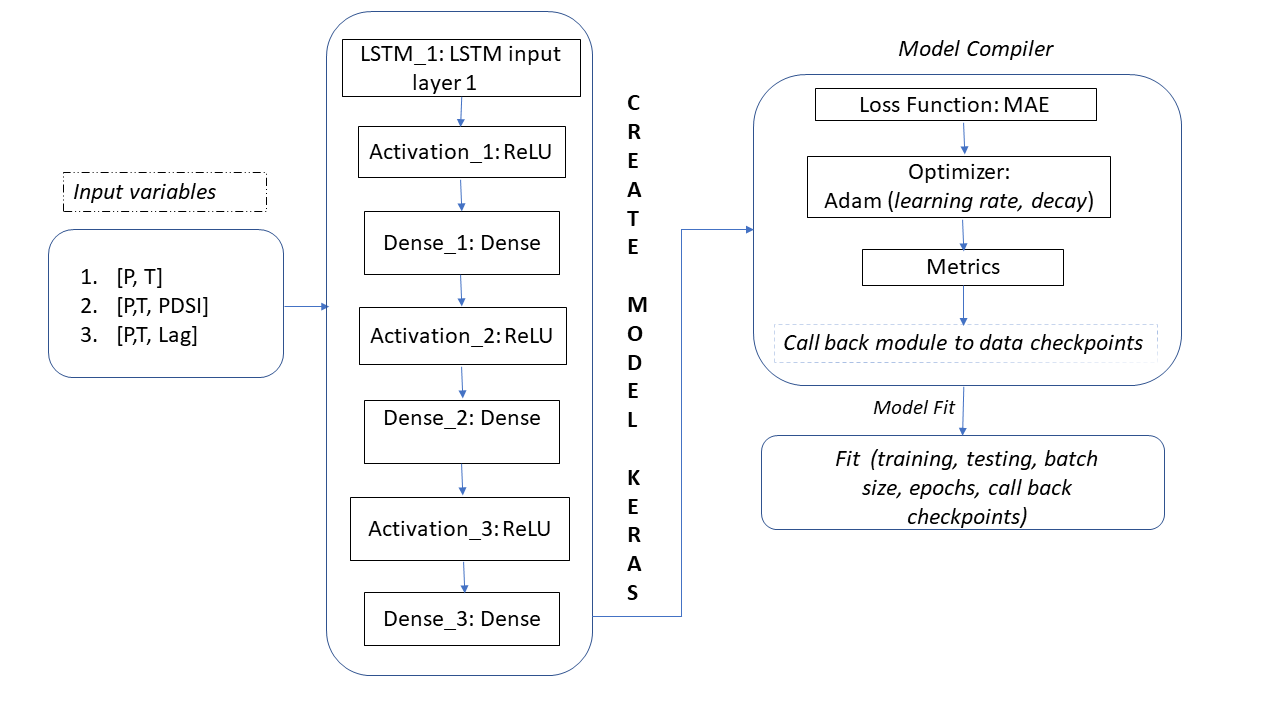 Input variables
1. [P, T]
2. [P,T, PDSI]
3. [P,T, Lag]
LSTM_1: LSTM input
layer 1
Activation_1: ReLU
Dense_1: Dense
Activation_2: ReLU
Dense_2: Dense
Activation_3: ReLU
Dense_3: Dense
C
R
E
A
T
E
M
O
D
E
L
K
E
R
A
S
Model Compiler
Loss Function: MAE
Optimizer:
Adam (learning rate, decay)
Metrics
Call back module to data checkpoints
Model Fit
Fit (training, testing, batch
size, epochs, call back
checkpoints)